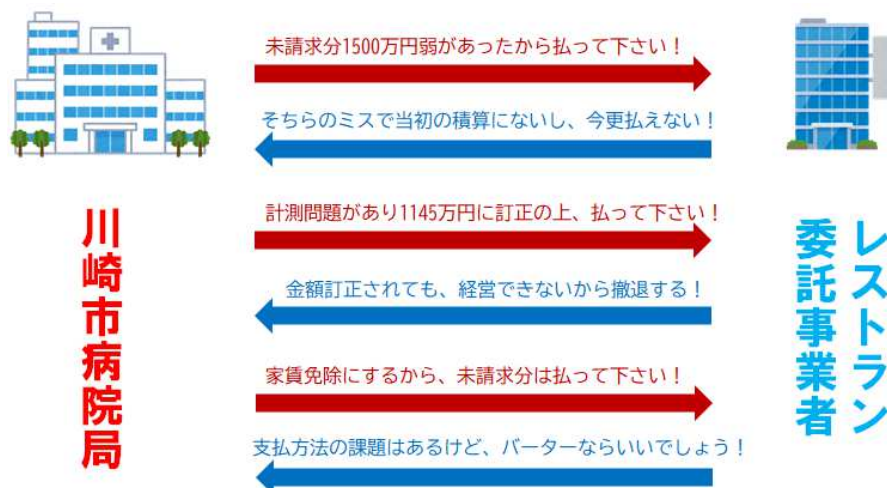 未請求分1500万円弱があったから払って下さい！
そちらのミスで当初の積算にないし、今更払えない！
計測問題があり1145万円に訂正の上、払って下さい！
金額訂正されても、経営できないから撤退する！
家賃免除にするから、未請求分は払って下さい！
支払方法の課題はあるけど、バーターならいいでしょう！
川崎市病院局
レストラン
委託事業者